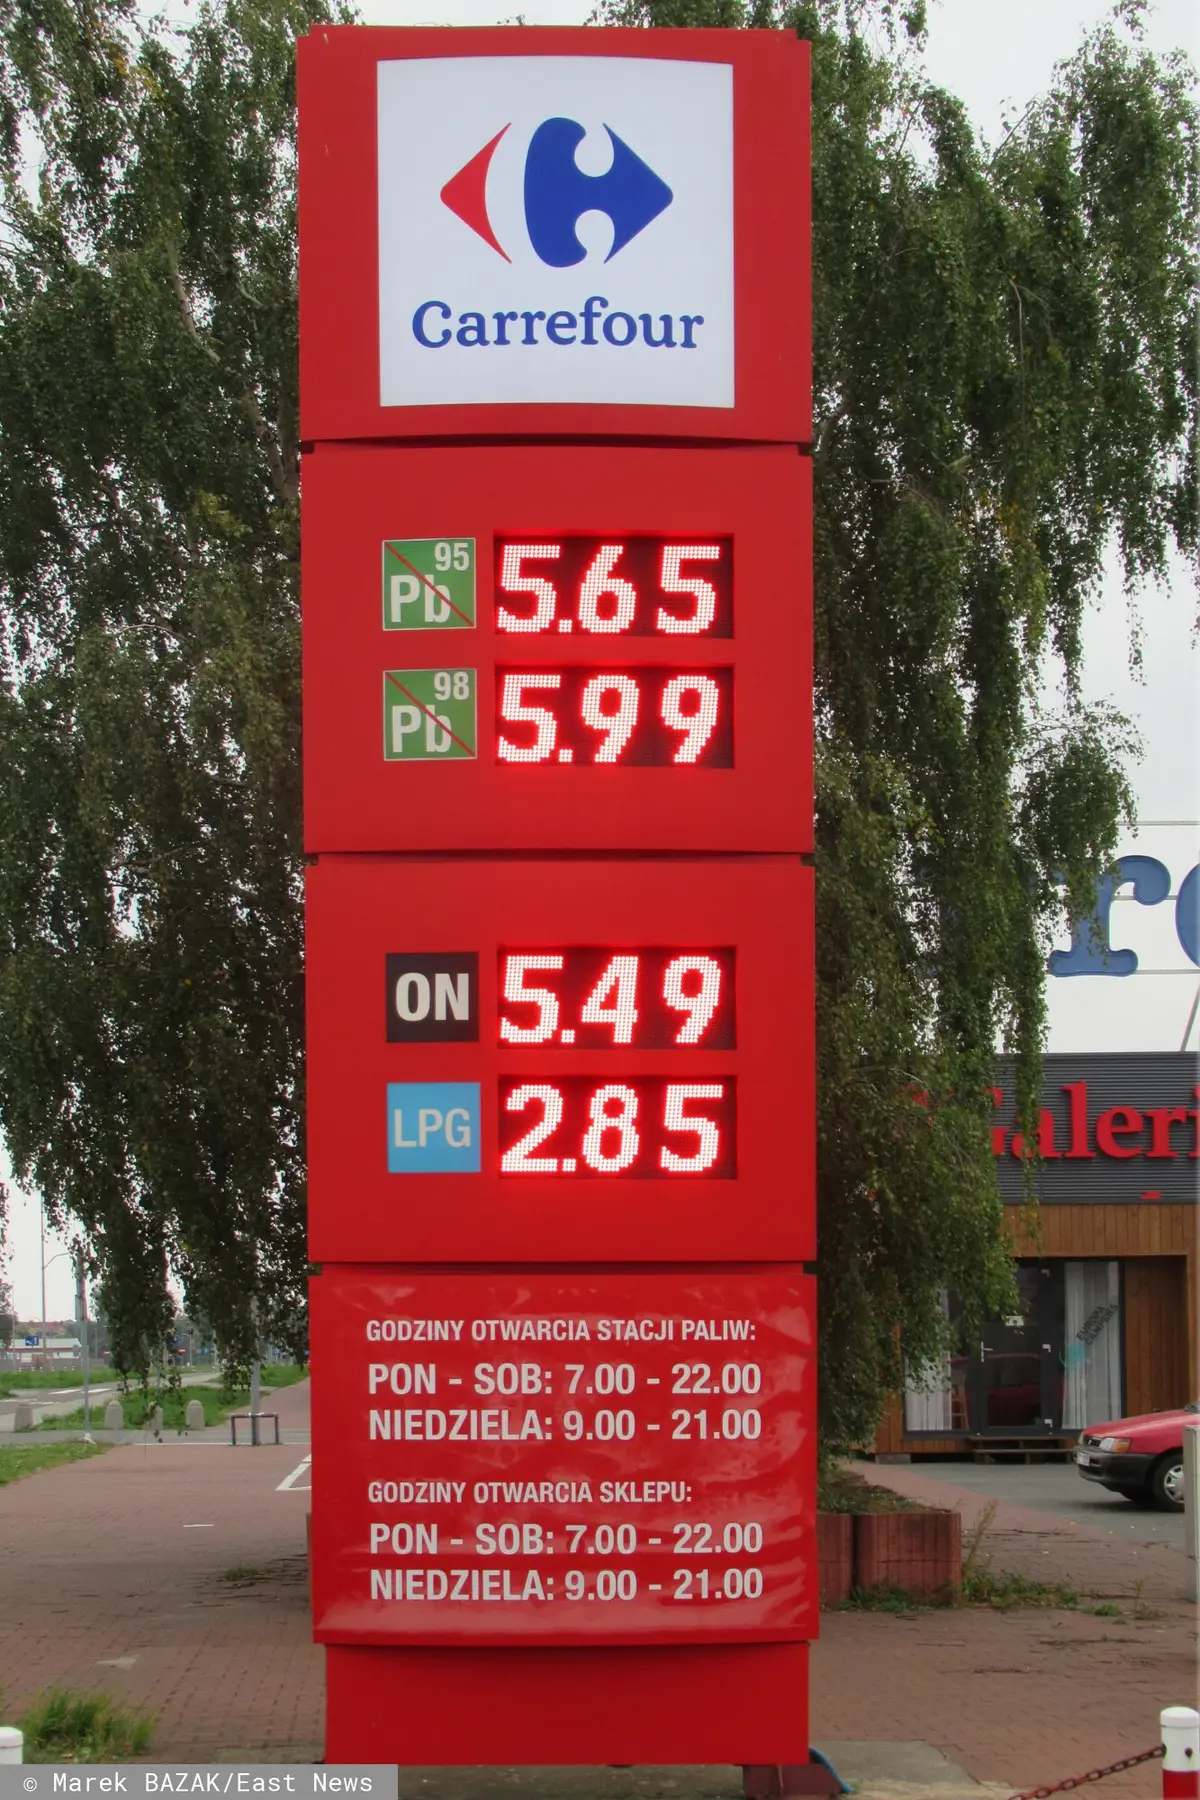 Carrefour
95
Pb
5.65
98
Pb
5.99
ON
5.49
LPG
2.85
GODZINY OTWARCIA STACJI PALIW:
PON - SOB: 7.00 - 22.00
NIEDZIELA: 9.00 - 21.00
GODZINY OTWARCIA SKLEPU:
PON - SOB: 7.00 - 22.00
NIEDZIELA: 9.00 - 21.00
Galeri
© Marek BAZAK/East News